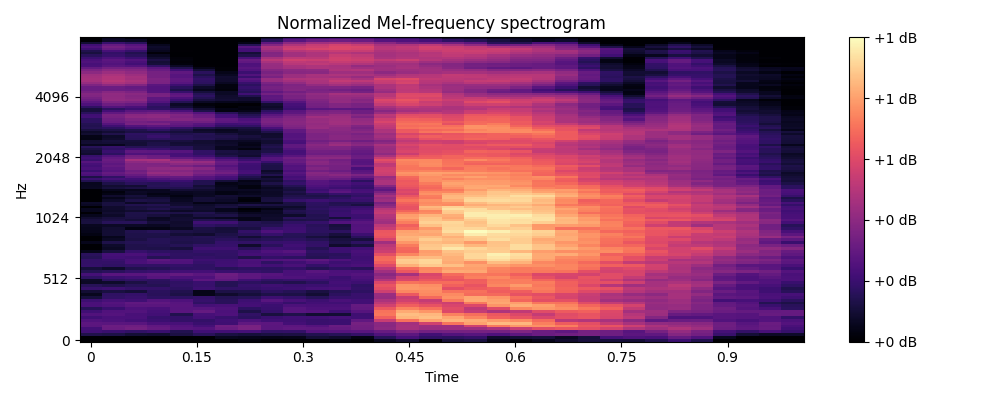 Normalized Mel-frequency spectrogram
Hz
4096
2048
1024
512
0
0 0.15 0.3 0.45 0.6 0.75 0.9
Time
+1 dB
+1 dB
+1 dB
+0 dB
+0 dB
+0 dB